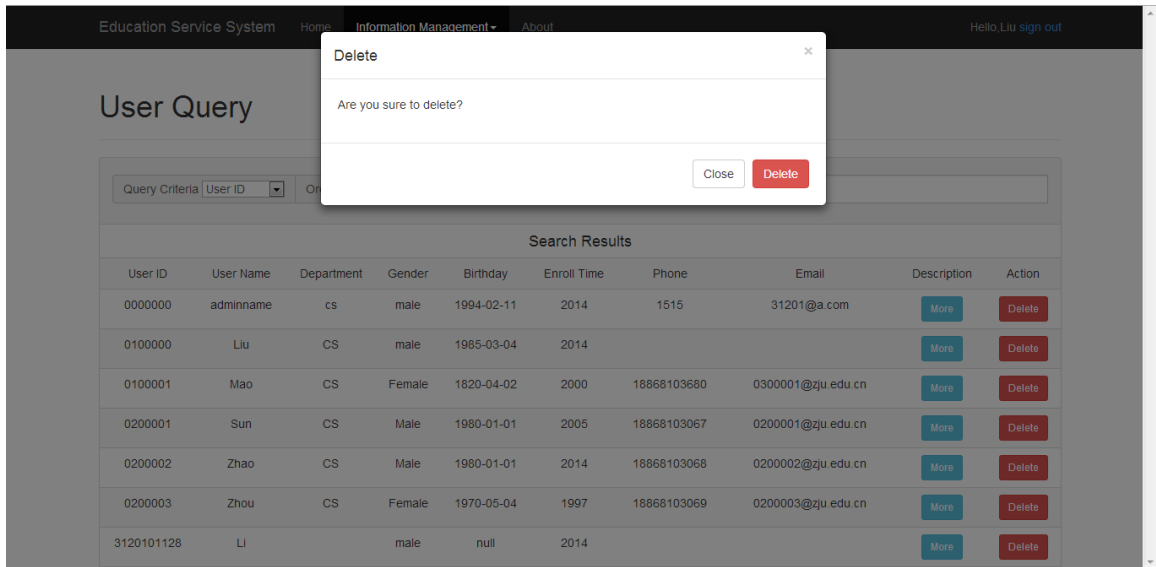 Education Service System Home Information Management About Hello,Liu sign out
Delete ×
Are you sure to delete?
Close Delete
User Query
Query Criteria User ID
Search Results
User ID User Name Department Gender Birthday Enroll Time Phone Email Description Action
0000000 adminname cs male 1994-02-11 2014 1515 31201@a.com More Delete
0100000 Liu CS male 1985-03-04 2014 More Delete
0100001 Mao CS Female 1820-04-02 2000 18868103680 0300001@zju.edu.cn More Delete
0200001 Sun CS Male 1980-01-01 2005 18868103067 0200001@zju.edu.cn More Delete
0200002 Zhao CS Male 1980-01-01 2014 18868103068 0200002@zju.edu.cn More Delete
0200003 Zhou CS Female 1970-05-04 1997 18868103069 0200003@zju.edu.cn More Delete
3120101128 Li male null 2014 More Delete